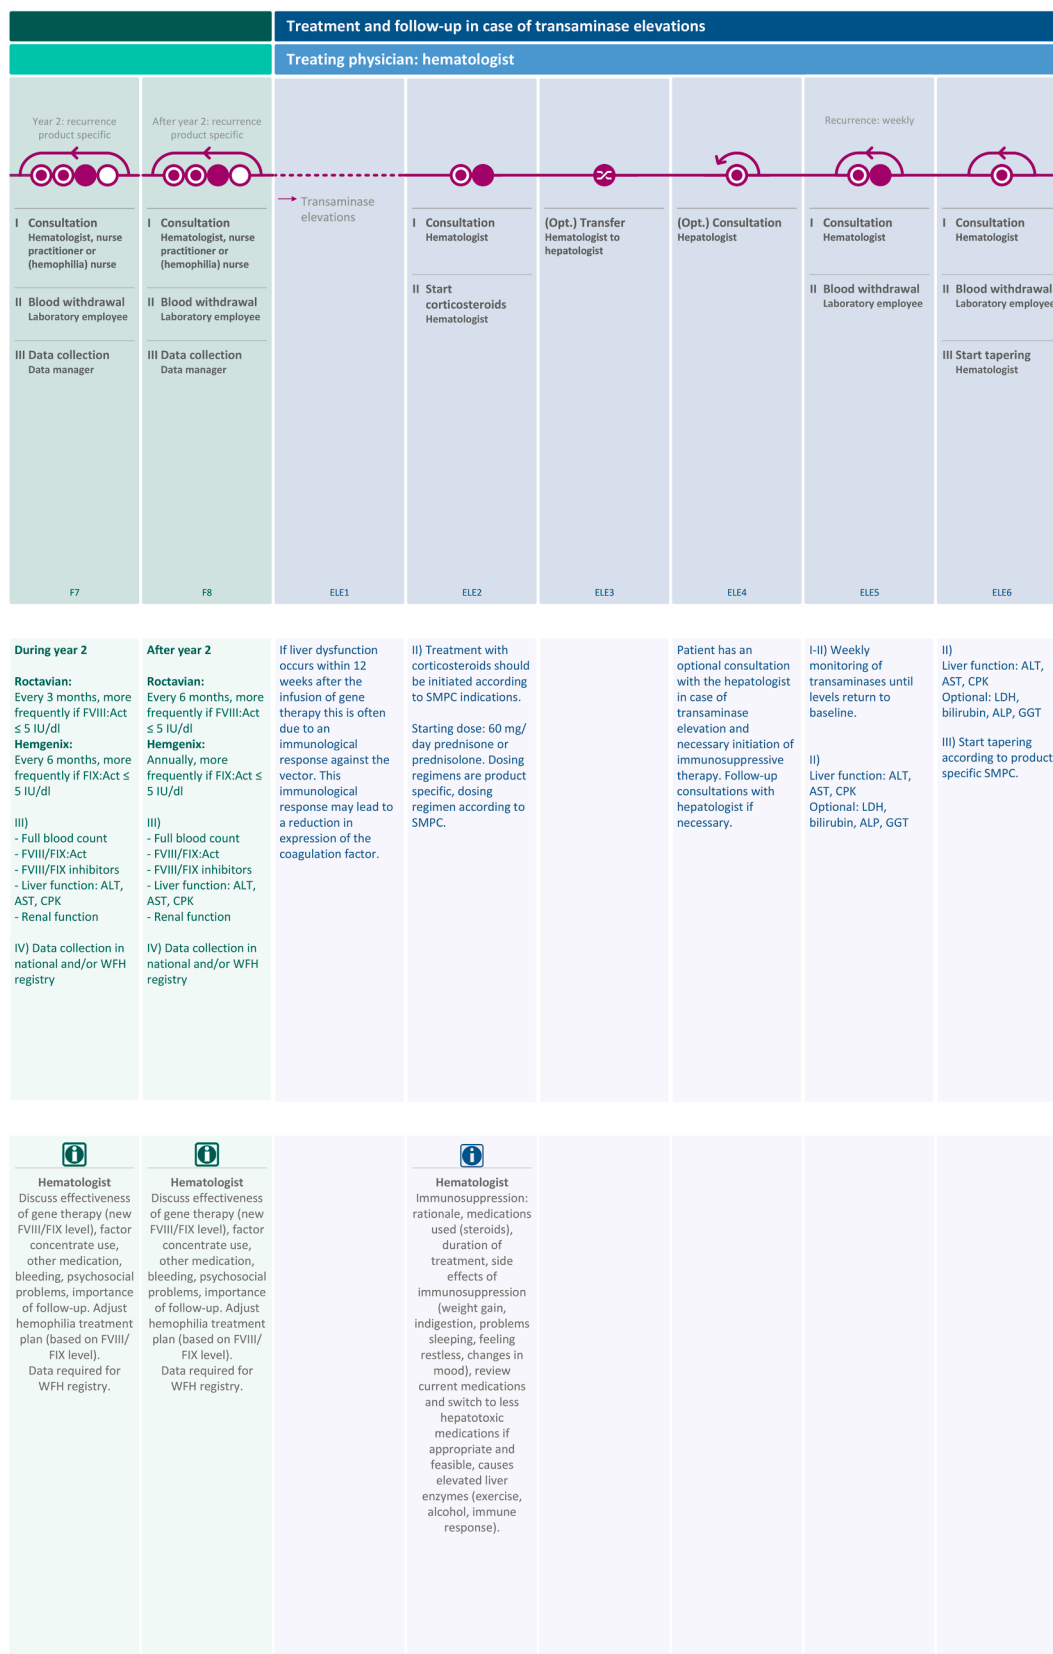 Treatment and follow-up in case of transaminase elevations
Treating physician: hematologist
Year 2: recurrence
product specific
I Consultation
Hematologist, nurse
practitioner or
(hemophilia) nurse
II Blood withdrawal
Laboratory employee
III Data collection
Data manager
F7
After year 2: recurrence
product specific
I Consultation
Hematologist, nurse
practitioner or
(hemophilia) nurse
II Blood withdrawal
Laboratory employee
III Data collection
Data manager
F8
Transaminase
elevations
ELE1
I Consultation
Hematologist
II Start
corticosteroids
Hematologist
ELE2
(Opt.) Transfer
Hematologist to
hepatologist
ELE3
(Opt.) Consultation
Hepatologist
ELE4
Recurrence: weekly
I Consultation
Hematologist
II Blood withdrawal
Laboratory employee
ELE5
I Consultation
Hematologist
II Blood withdrawal
Laboratory employee
III Start tapering
Hematologist
ELE6
During year 2
Roctavian:
Every 3 months, more
frequently if FVIII:Act
≤ 5 IU/dl
Hemgenix:
Every 6 months, more
frequently if FIX:Act ≤
5 IU/dl
III)
- Full blood count
- FVIII/FIX:Act
- FVIII/FIX inhibitors
- Liver function: ALT,
AST, CPK
- Renal function
IV) Data collection in
national and/or WFH
registry
After year 2
Roctavian:
Every 6 months, more
frequently if FVIII:Act
≤ 5 IU/dl
Hemgenix:
Annually, more
frequently if FIX:Act ≤
5 IU/dl
III)
- Full blood count
- FVIII/FIX:Act
- FVIII/FIX inhibitors
- Liver function: ALT,
AST, CPK
- Renal function
IV) Data collection in
national and/or WFH
registry
If liver dysfunction
occurs within 12
weeks after the
infusion of gene
therapy this is often
due to an
immunological
response against the
vector. This
immunological
response may lead to
a reduction in
expression of the
coagulation factor.
II) Treatment with
corticosteroids should
be initiated according
to SMPC indications.
Starting dose: 60 mg/
day prednisone or
prednisolone. Dosing
regimens are product
specific, dosing
regimen according to
SMPC.
Patient has an
optional consultation
with the hepatologist
in case of
transaminase
elevation and
necessary initiation of
immunosuppressive
therapy. Follow-up
consultations with
hepatologist if
necessary.
I-II) Weekly
monitoring of
transaminases until
levels return to
baseline.
II)
Liver function: ALT,
AST, CPK
Optional: LDH,
bilirubin, ALP, GGT
II)
Liver function: ALT,
AST, CPK
Optional: LDH,
bilirubin, ALP, GGT
III) Start tapering
according to product
specific SMPC.
Hematologist
Discuss effectiveness
of gene therapy (new
FVIII/FIX level), factor
concentrate use,
other medication,
bleeding, psychosocial
problems, importance
of follow-up. Adjust
hemophilia treatment
plan (based on FVIII/
FIX level).
Data required for
WFH registry.
Hematologist
Discuss effectiveness
of gene therapy (new
FVIII/FIX level), factor
concentrate use,
other medication,
bleeding, psychosocial
problems, importance
of follow-up. Adjust
hemophilia treatment
plan (based on FVIII/
FIX level).
Data required for
WFH registry.
Hematologist
Immunosuppression:
rationale, medications
used (steroids),
duration of
treatment, side
effects of
immunosuppression
(weight gain,
indigestion, problems
sleeping, feeling
restless, changes in
mood), review
current medications
and switch to less
hepatotoxic
medications if
appropriate and
feasible, causes
elevated liver
enzymes (exercise,
alcohol, immune
response).